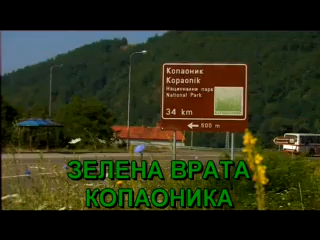 Копаоник
Kopaonik
Национални парк
National Park
34 km
500 m
ЗЕЛЕНА ВРАТА
КОПАОНИКА